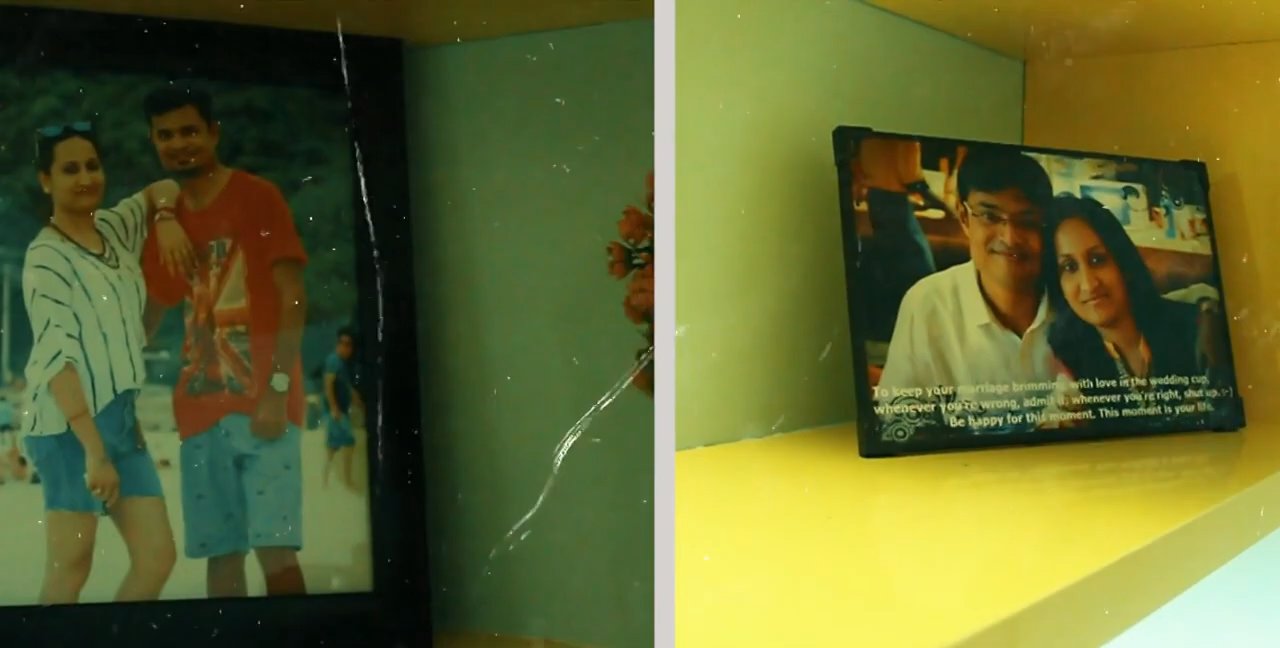 To keep your marriage brimming with love in the wedding cup,
whenever you're wrong, admit it; whenever you're right, shut up.:-)
Be happy for this moment. This moment is your life.